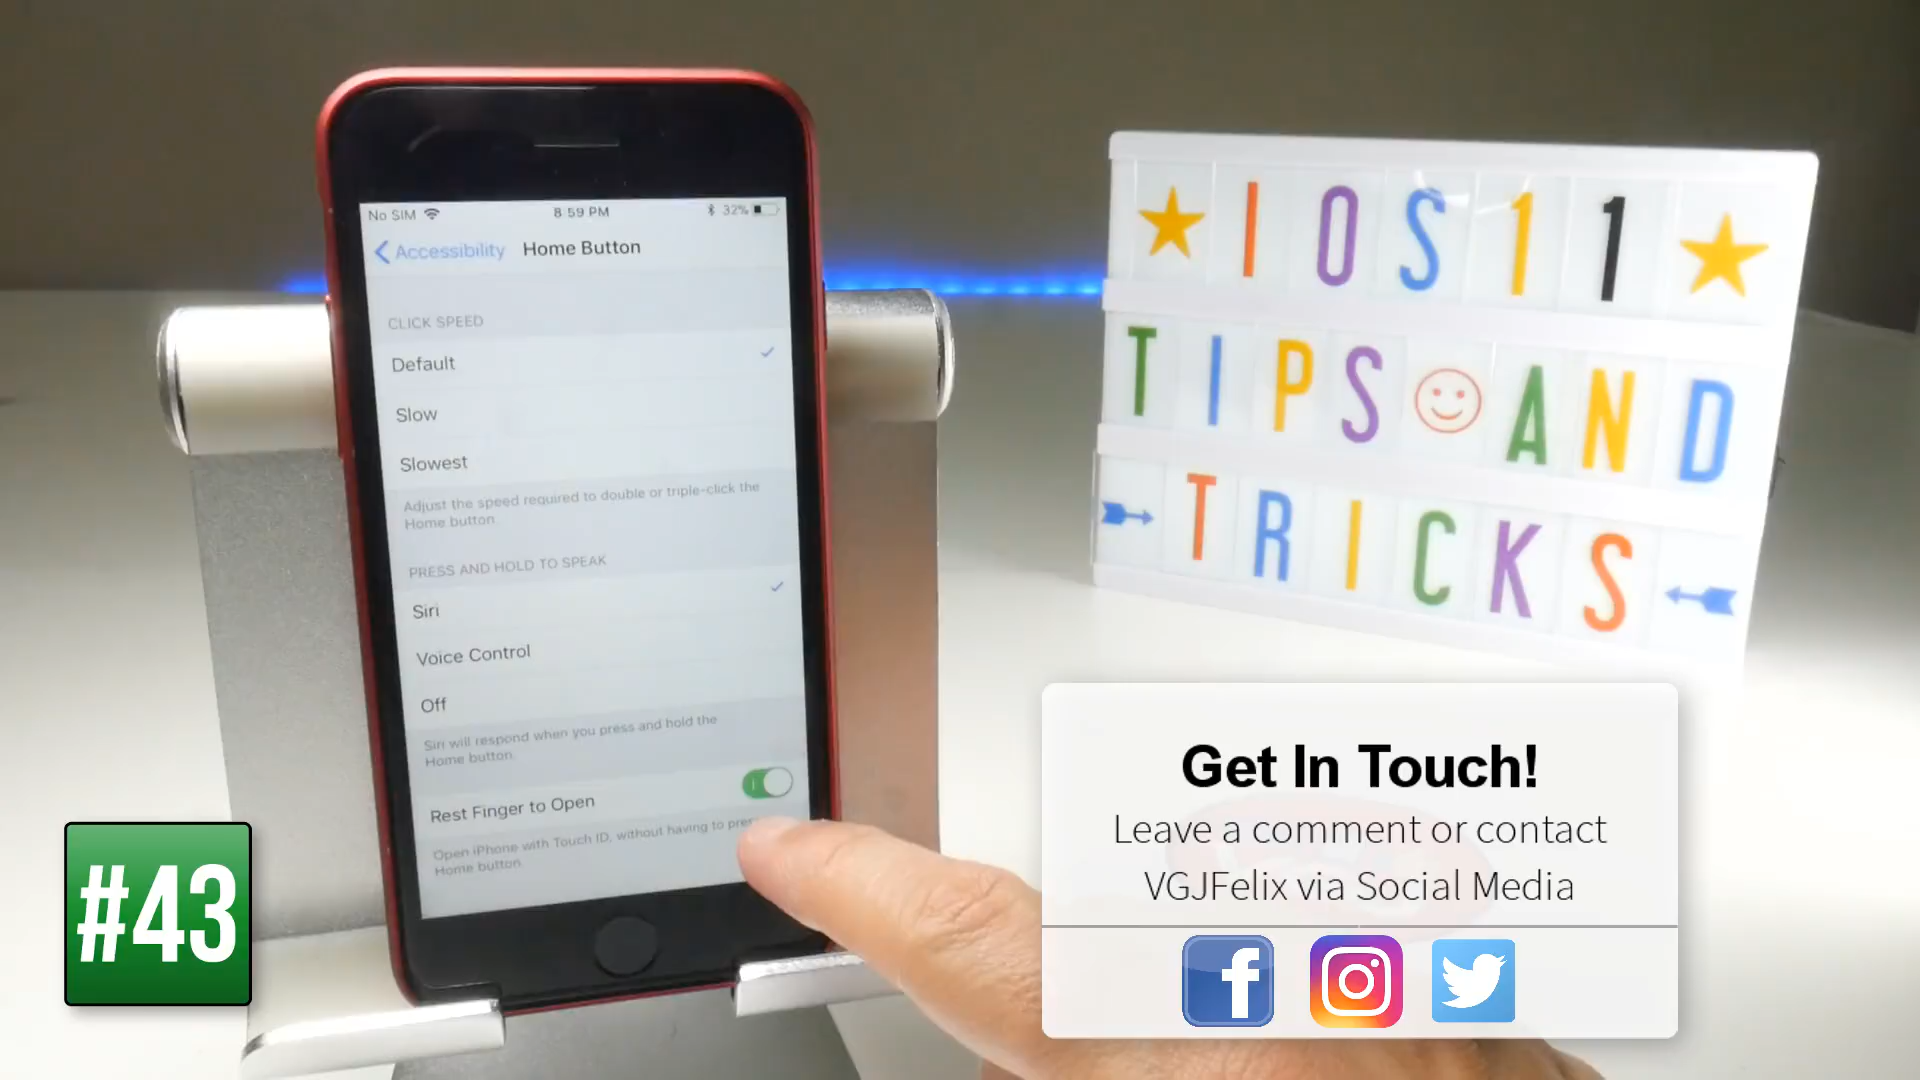 No SIM 8 59 PM 32%
Accessibility Home Button
CLICK SPEED
Default
Slow
Slowest
Adjust the speed required to double or triple-click the
Home button.
PRESS AND HOLD TO SPEAK
Siri
Voice Control
Off
Siri will respond when you press and hold the
Home button.
Rest Finger to Open
Open iPhone with Touch ID, without having to
Home button.
IOS11
TIPS AND
TRICKS
#43
Get In Touch!
Leave a comment or contact
VGJFelix via Social Media